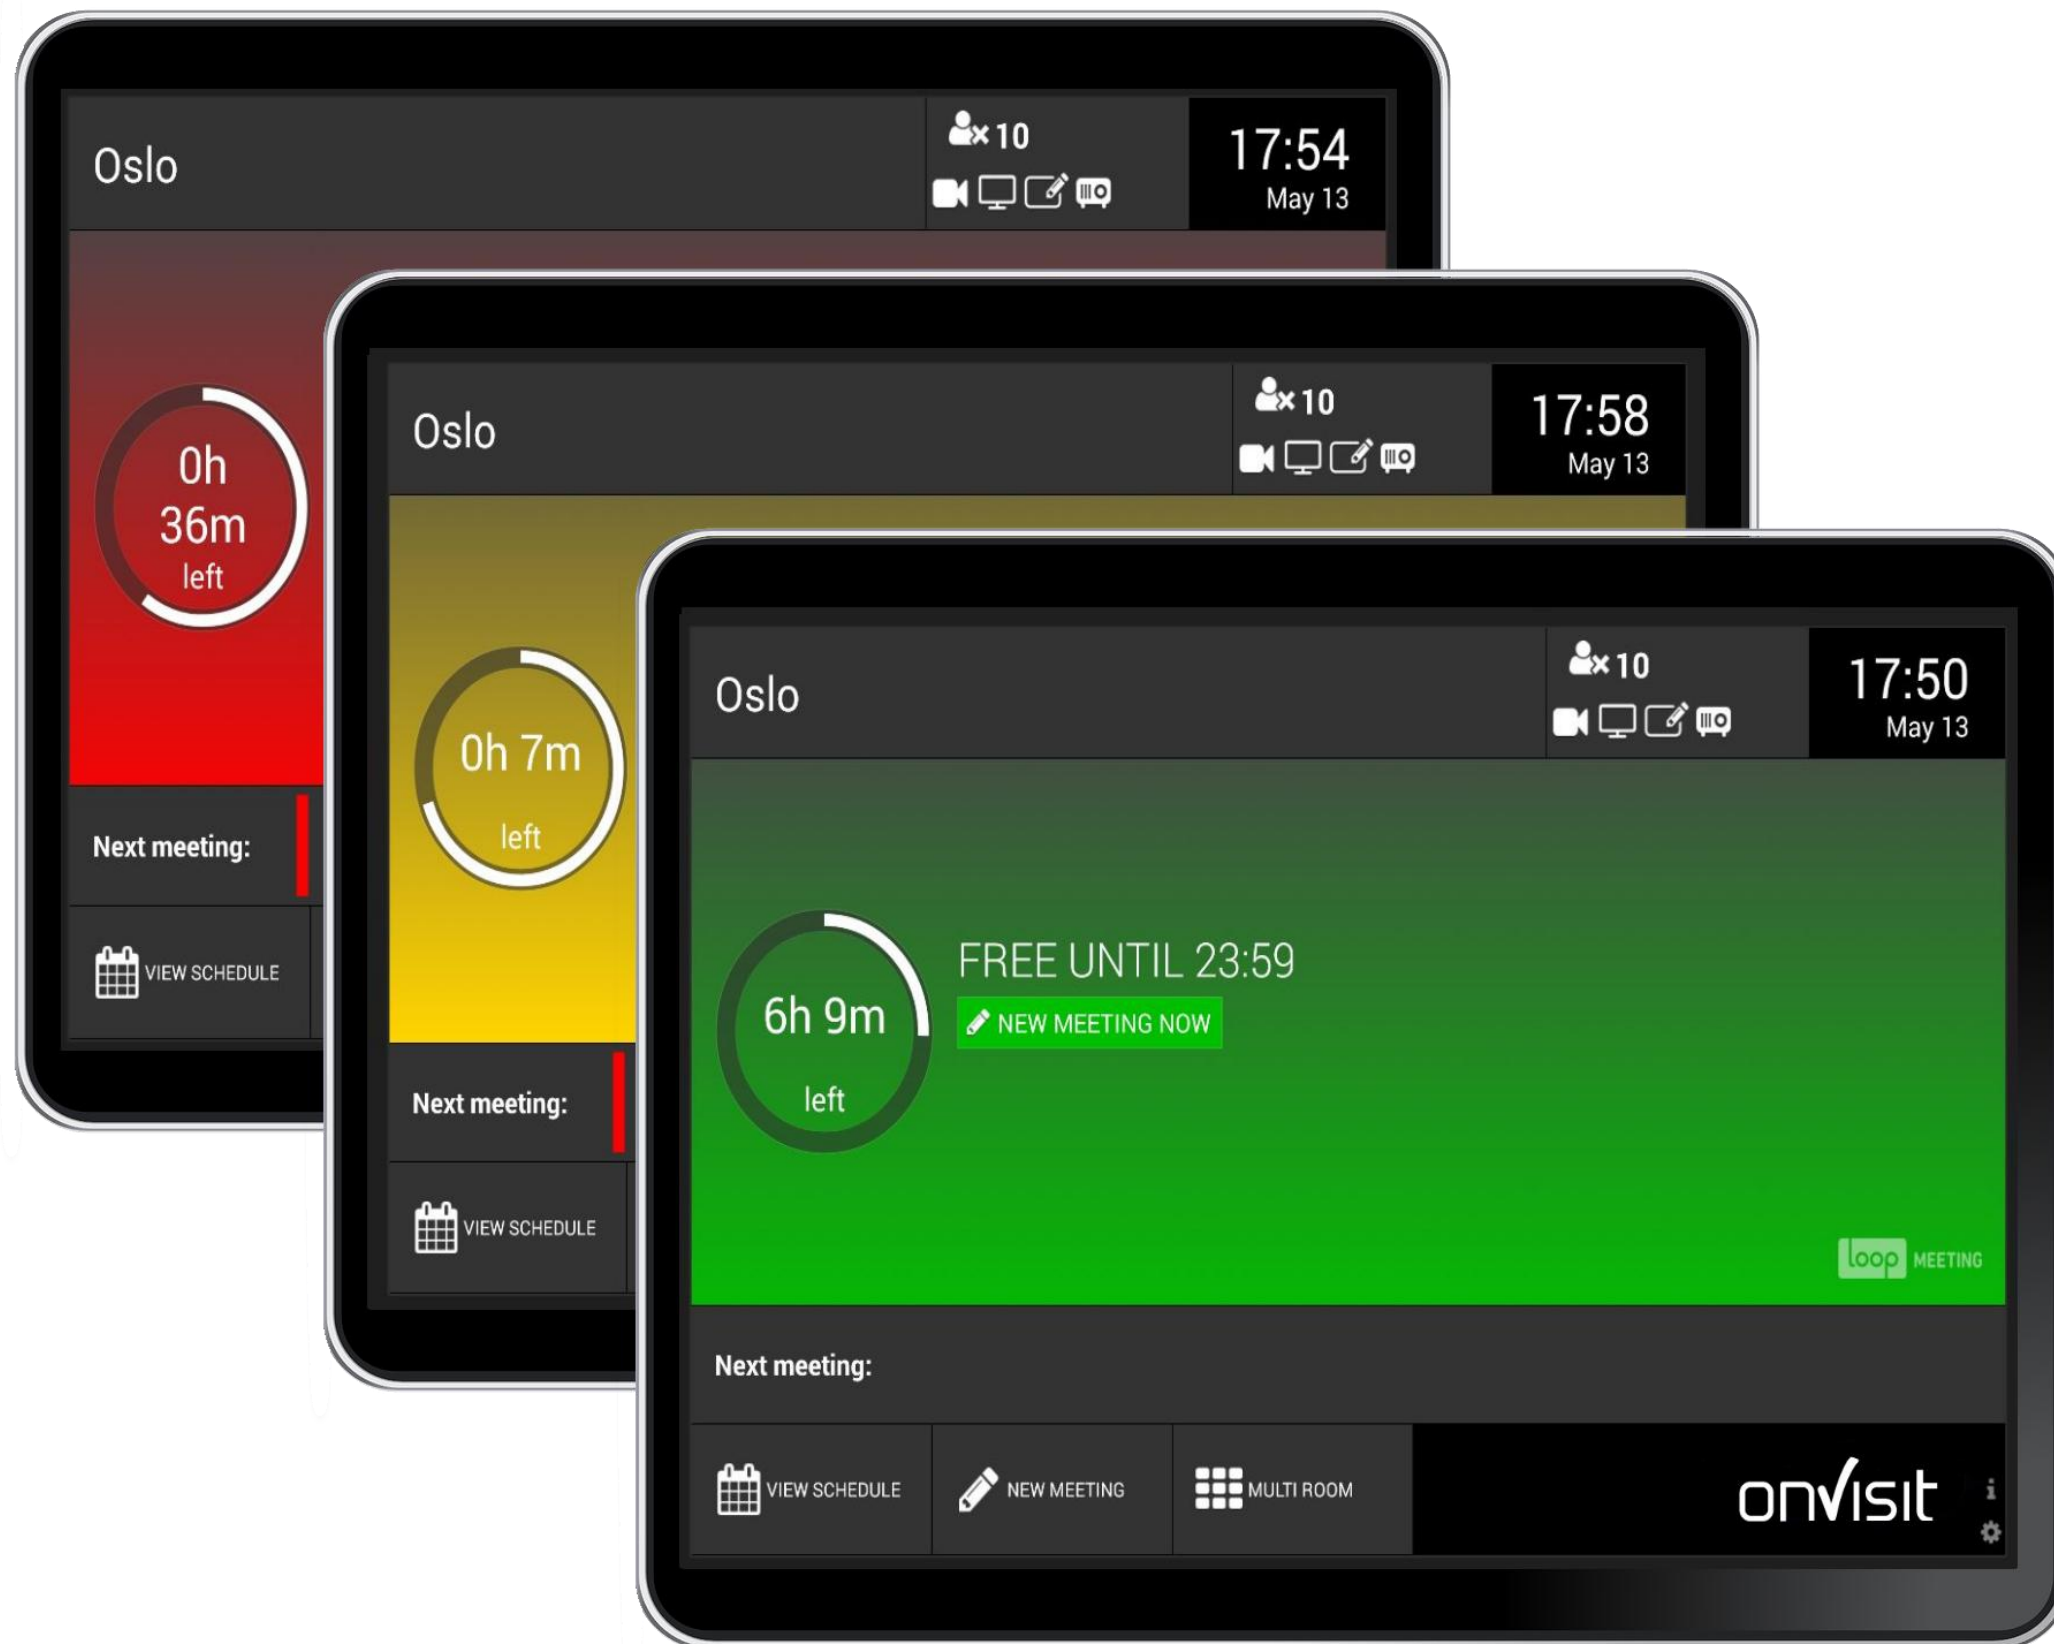 Oslo
× 10
17:54
May 13
0h
36m
left
Next meeting:
VIEW SCHEDULE
Oslo
× 10
17:58
May 13
0h 7m
left
Next meeting:
VIEW SCHEDULE
Oslo
× 10
17:50
May 13
6h 9m
left
FREE UNTIL 23:59
NEW MEETING NOW
loop MEETING
Next meeting:
VIEW SCHEDULE
NEW MEETING
MULTI ROOM
onvisit
i